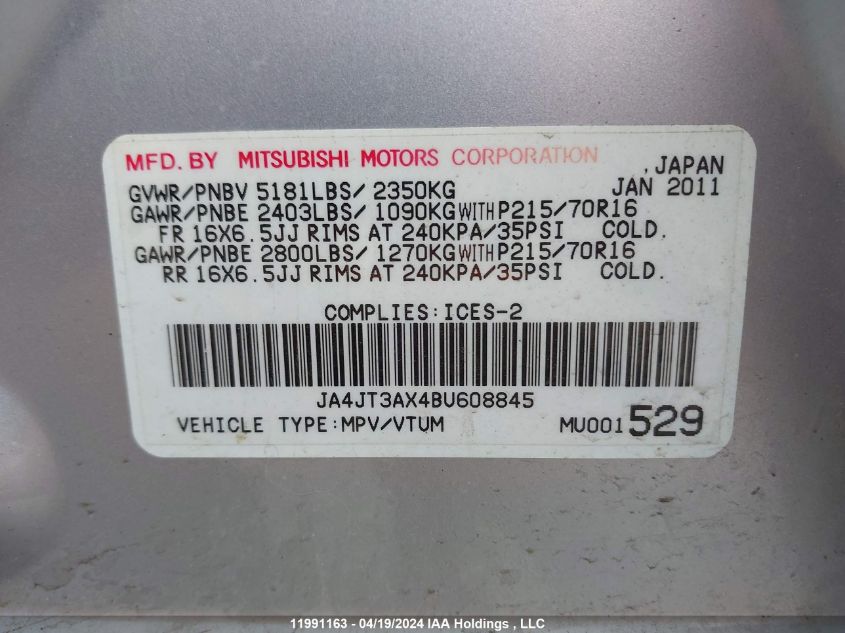 MFD. BY MITSUBISHI MOTORS CORPORATION , JAPAN
GVWR/PNBV 5181LBS/ 2350KG JAN 2011
GAWR/PNBE 2403LBS/ 1090KG WITH P215/70R16
FR 16X6.5JJ RIMS AT 240KPA/35PSI COLD.
GAWR/PNBE 2800LBS/ 1270KG WITH P215/70R16
RR 16X6.5JJ RIMS AT 240KPA/35PSI COLD.
COMPLIES:ICES-2
JA4JT3AX4BU608845
VEHICLE TYPE:MPV/VTUM MU001 529
11991163 - 04/19/2024 IAA Holdings , LLC